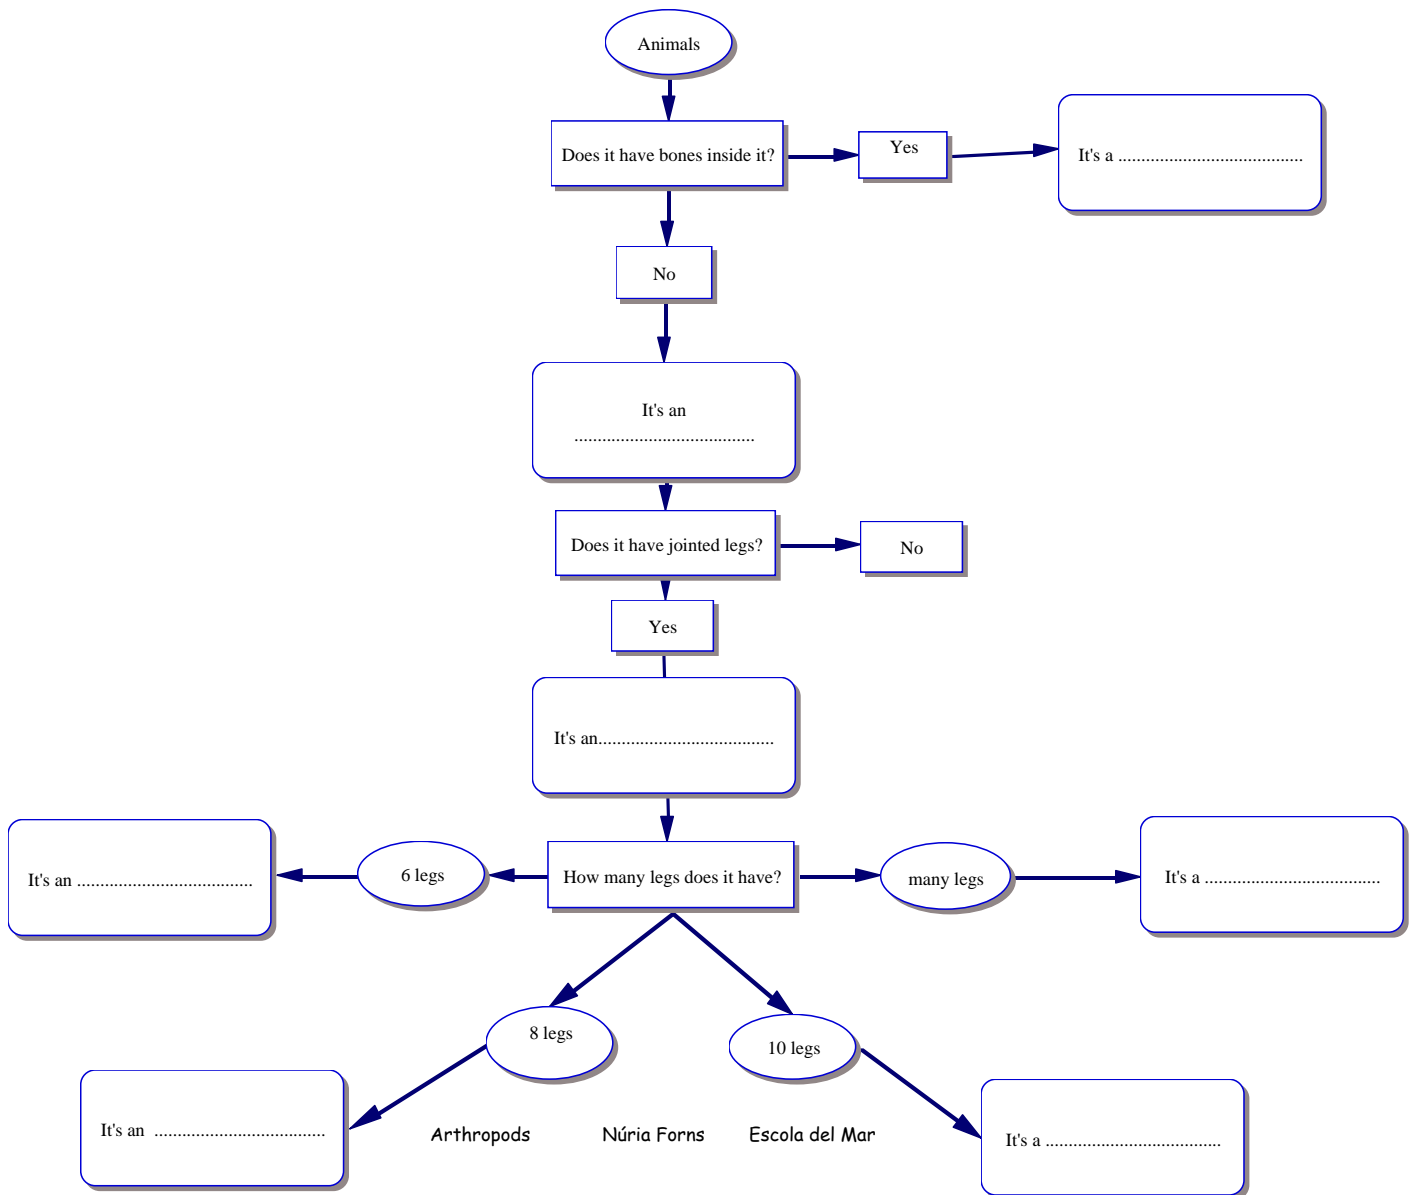 Animals
Does it have bones inside it?
Yes
It's a ........................................
No
It's an
.......................................
Does it have jointed legs?
No
Yes
It's an......................................
How many legs does it have?
6 legs
It's an ......................................
many legs
It's a ......................................
8 legs
10 legs
It's an .....................................
Arthropods Núria Forns Escola del Mar
It's a ......................................